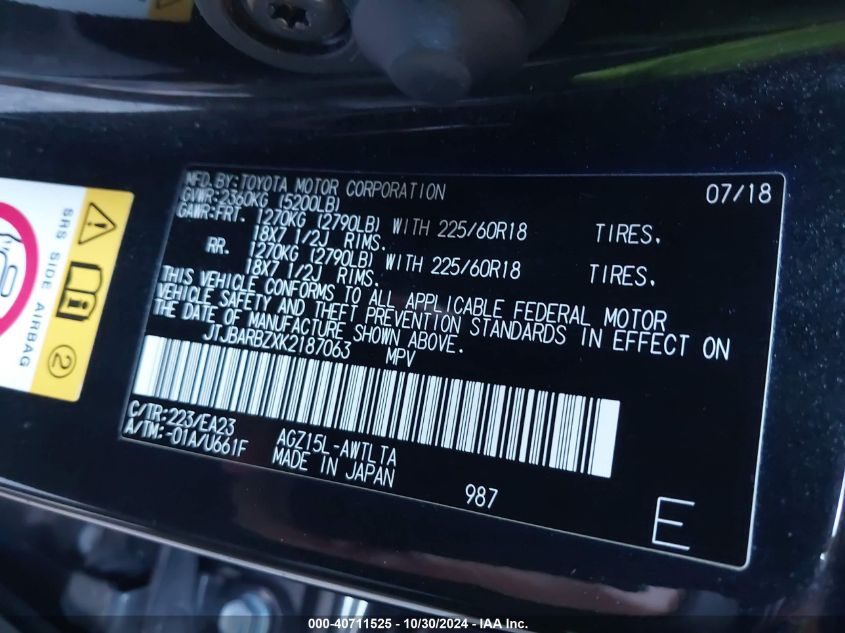 MFD.BY:TOYOTA MOTOR CORPORATION 07/18
GVWR:2360KG (5200LB)
GAWR:FRT. 1270KG (2790LB) WITH 225/60R18 TIRES,
18X7 1/2J RIMS.
RR. 1270KG (2790LB) WITH 225/60R18 TIRES,
18X7 1/2J RIMS.
THIS VEHICLE CONFORMS TO ALL APPLICABLE FEDERAL MOTOR
VEHICLE SAFETY AND THEFT PREVENTION STANDARDS IN EFFECT ON
THE DATE OF MANUFACTURE SHOWN ABOVE.
JTJBARBZXK2187063 MPV
C/TR:223/EA23
A/TM:-01A/U661F
AGZ15L-AWTLTA
MADE IN JAPAN
987
E
SRS SIDE AIRBAG
2
000-40711525 - 10/30/2024 - IAA Inc.